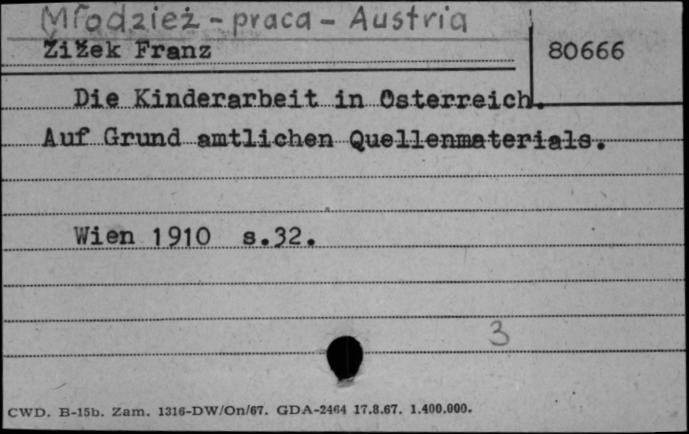 Młodzież - praca - Austria
Žižek Franz
80666
Die Kinderarbeit in Österreich.
Auf Grund amtlichen Quellenmaterials.
Wien 1910 s.32.
3
CWD. B-15b. Zam. 1316-DW/On/67. GDA-2464 17.8.67. 1.400.000.